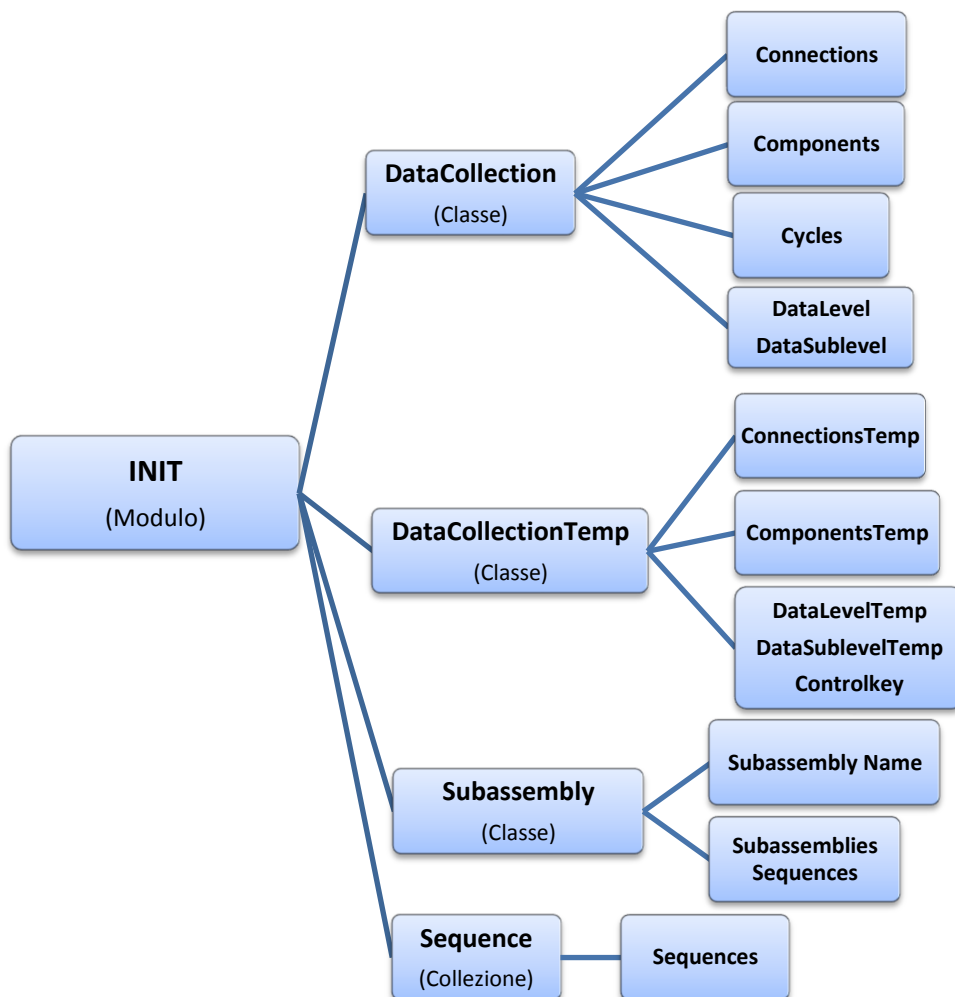 INIT
(Modulo)
DataCollection
(Classe)
Connections
Components
Cycles
DataLevel
DataSublevel
DataCollectionTemp
(Classe)
ConnectionsTemp
ComponentsTemp
DataLevelTemp
DataSublevelTemp
Controlkey
Subassembly
(Classe)
Subassembly Name
Subassemblies
Sequences
Sequence
(Collezione)
Sequences